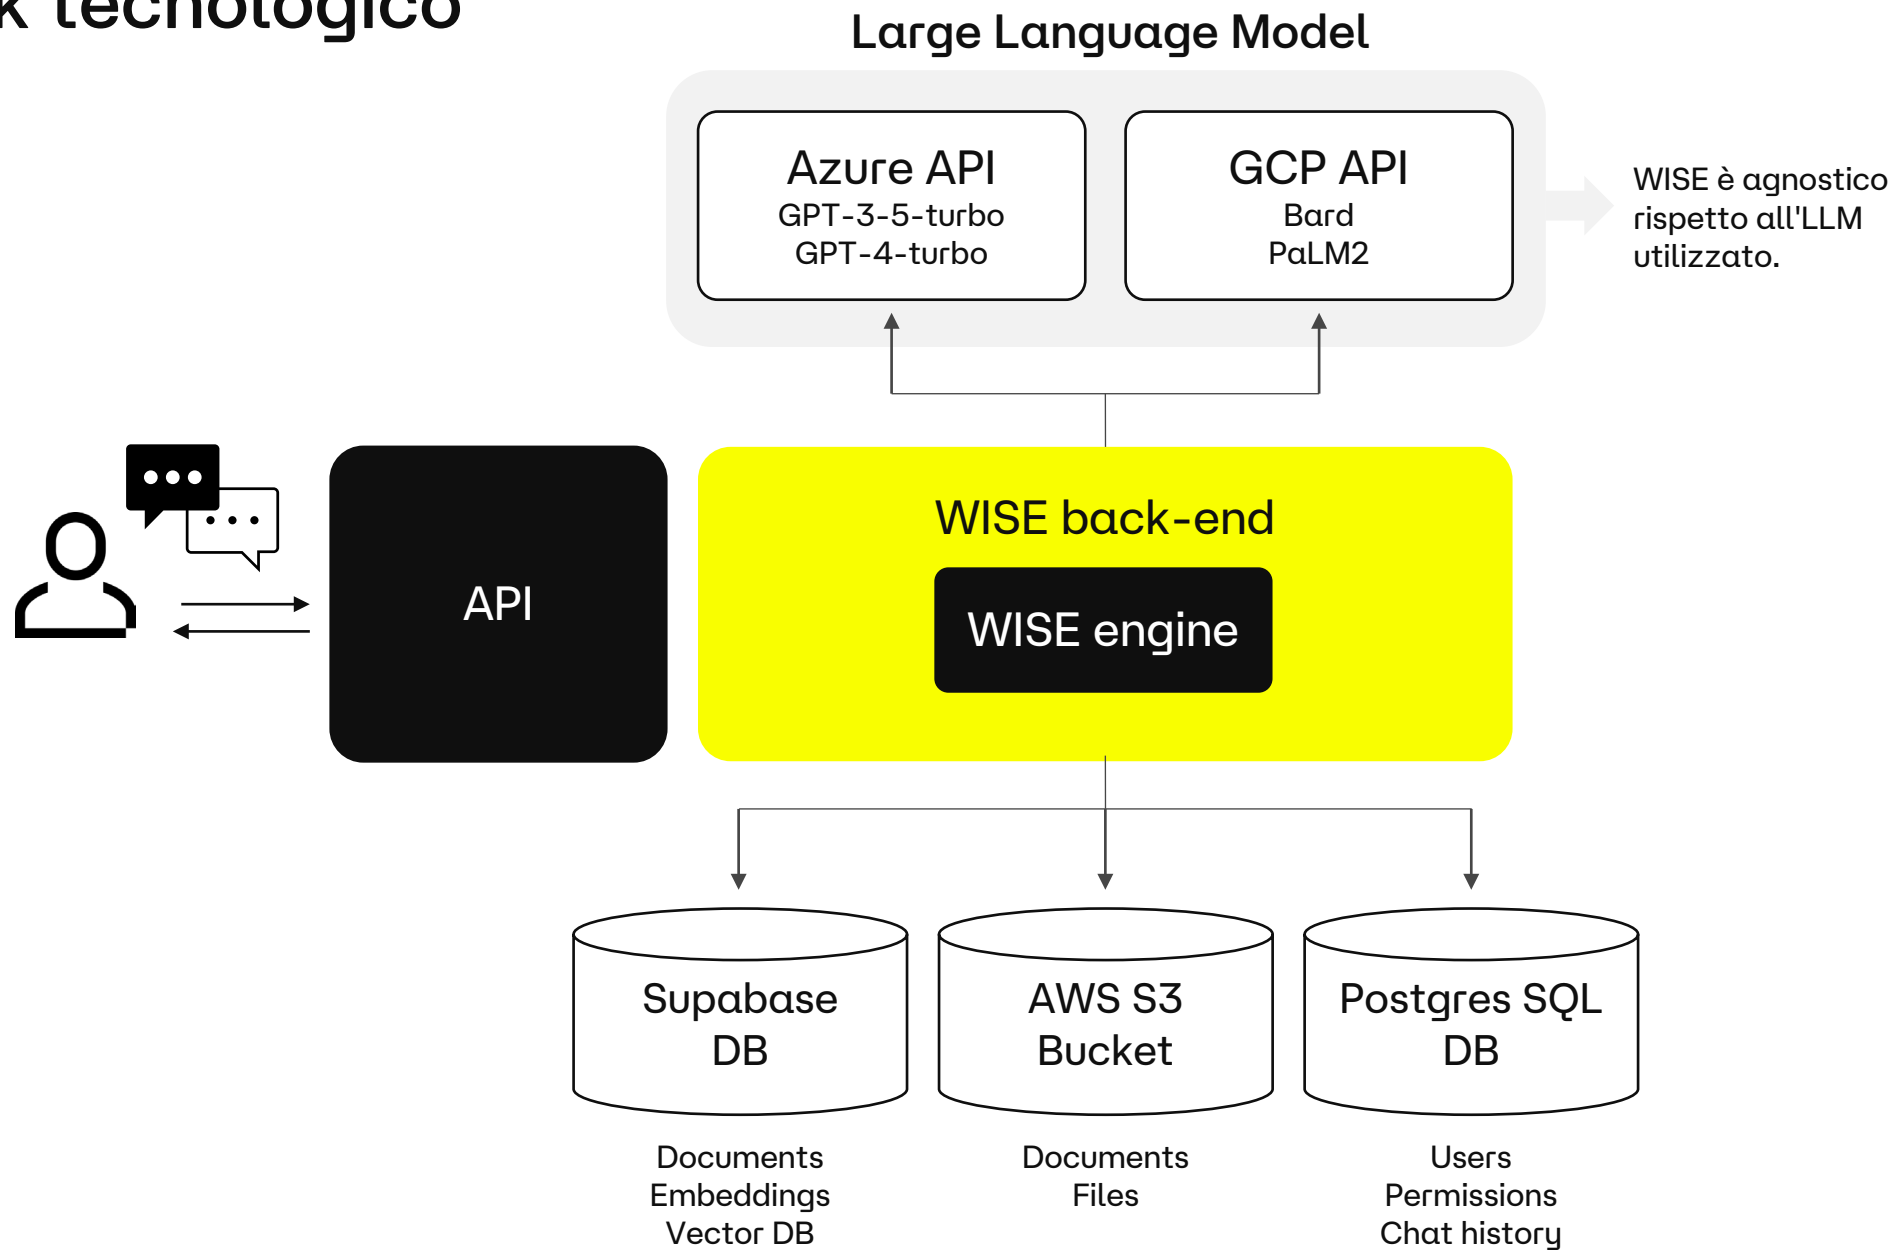 k tecnologico
Large Language Model
Azure API
GPT-3-5-turbo
GPT-4-turbo
GCP API
Bard
PaLM2
WISE è agnostico
rispetto all'LLM
utilizzato.
API
WISE back-end
WISE engine
Supabase
DB
AWS S3
Bucket
Postgres SQL
DB
Documents
Embeddings
Vector DB
Documents
Files
Users
Permissions
Chat history